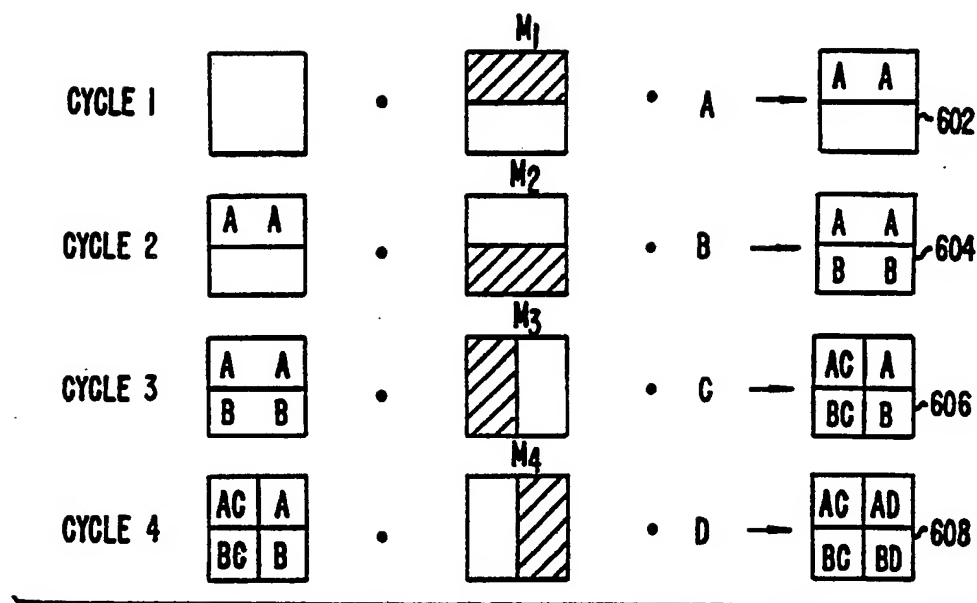 M1
CYCLE 1 • • A → A A 602
M2
CYCLE 2 A A • • B → A A B B 604
M3
CYCLE 3 A A B B • • C → AC A BC B 606
M4
CYCLE 4 AC A BC B • • D → AC AD BC BD 608